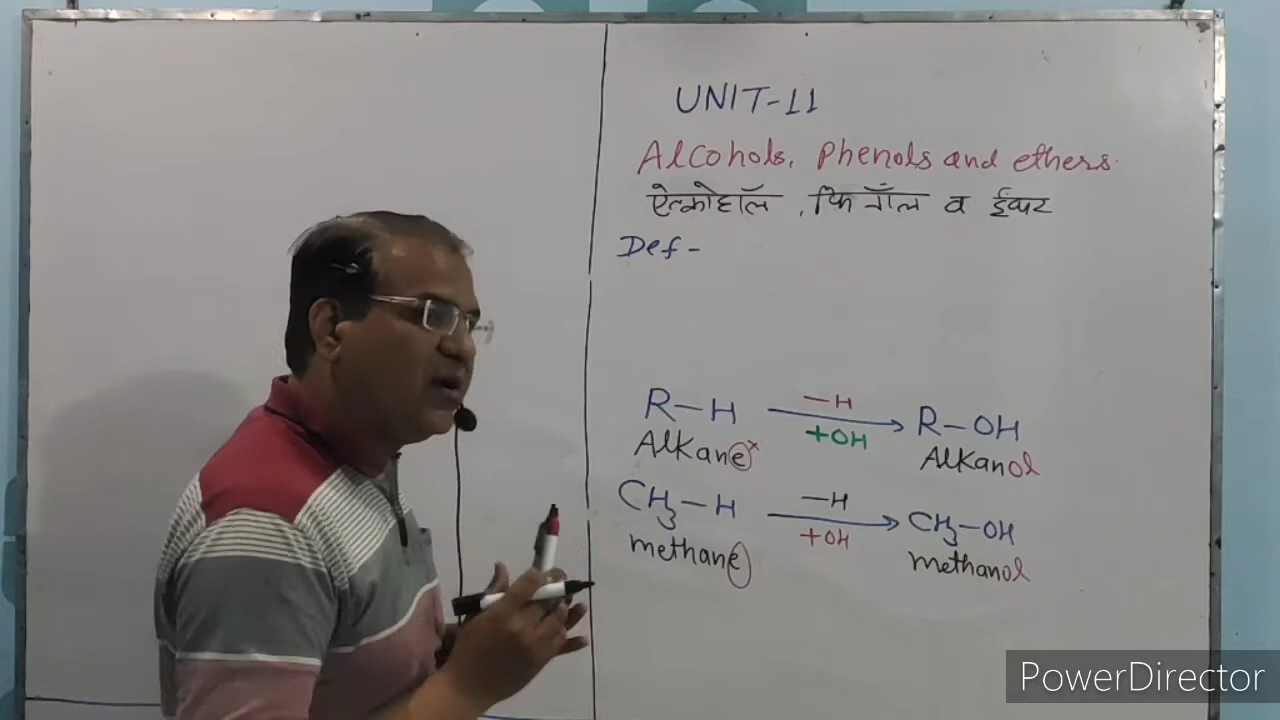 UNIT-11
Alcohols, Phenols and ethers.
ऐल्कोहॉल, फिनॉल व ईथर
Def -
R-H —H +OH R-OH
Alkane x Alkanol
CH3-H —H +OH CH3-OH
methane methanol
PowerDirector